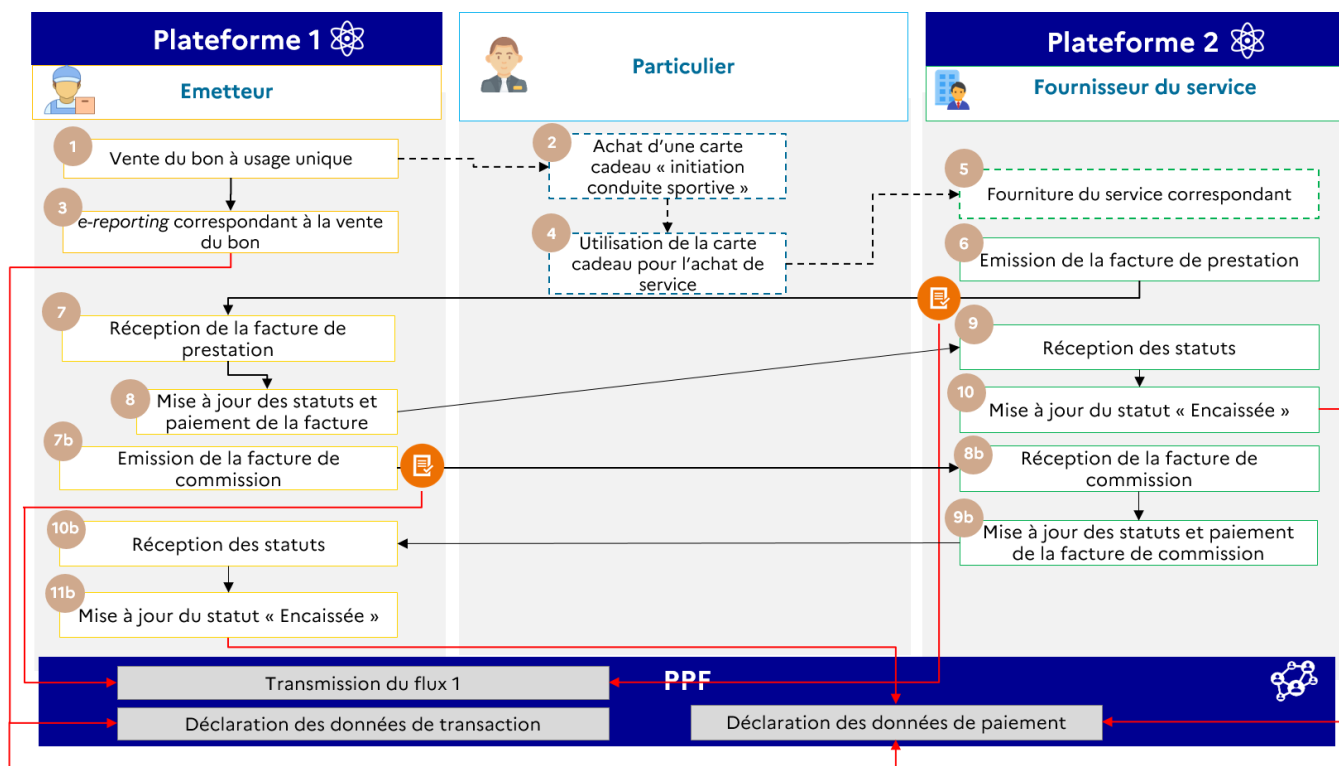 Plateforme 1
Plateforme 2
Emetteur
Particulier
Fournisseur du service
1
Vente du bon à usage unique
2
Achat d'une carte
cadeau « initiation
conduite sportive »
3
e-reporting correspondant à la vente
du bon
4
Utilisation de la carte
cadeau pour l'achat de
service
5
Fourniture du service correspondant
6
Emission de la facture de prestation
7
Réception de la facture de
prestation
8
Mise à jour des statuts et
paiement de la facture
9
Réception des statuts
10
Mise à jour du statut « Encaissée »
7b
Emission de la facture de
commission
8b
Réception de la facture de
commission
9b
Mise à jour des statuts et paiement
de la facture de commission
10b
Réception des statuts
11b
Mise à jour du statut « Encaissée »
PPF
Transmission du flux 1
Déclaration des données de transaction
Déclaration des données de paiement